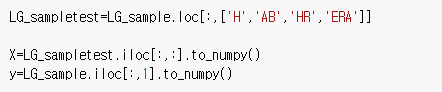 LG_sampletest=LG_sample.loc[:,['H','AB','HR','ERA']]
X=LG_sampletest.iloc[:,:].to_numpy()
y=LG_sample.iloc[:,1].to_numpy()